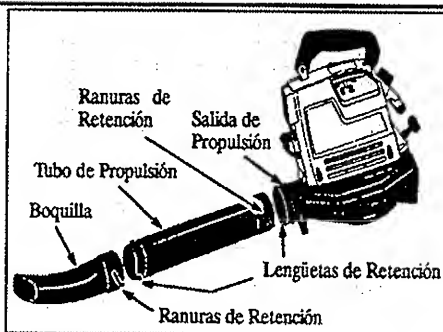 Ranuras de
Retención
Salida de
Propulsión
Tubo de Propulsión
Boquilla
Lengüetas de Retención
Ranuras de Retención